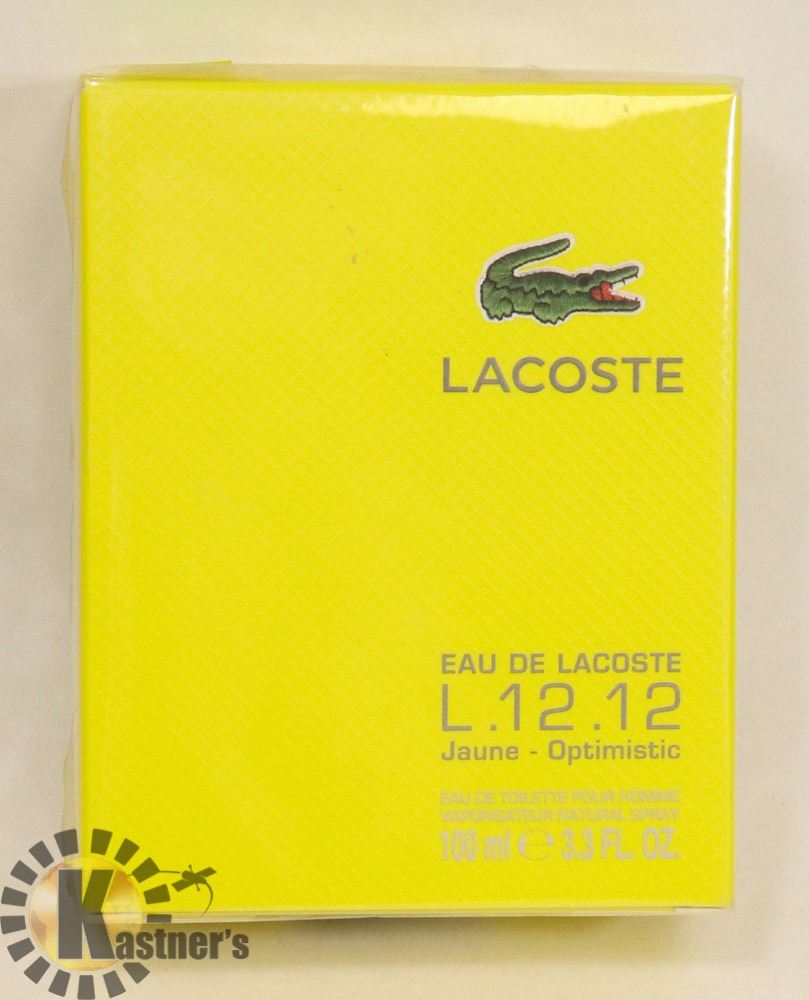 LACOSTE
EAU DE LACOSTE
L.12.12
Jaune - Optimistic
EAU DE TOILETTE POUR HOMME
VAPORISATEUR NATURAL SPRAY
100 ml ℮ 3.3 FL. OZ.
Kastner's